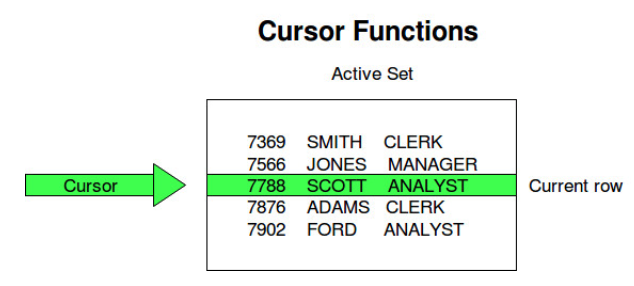 Cursor Functions
Active Set
7369 SMITH CLERK
7566 JONES MANAGER
Cursor 7788 SCOTT ANALYST Current row
7876 ADAMS CLERK
7902 FORD ANALYST